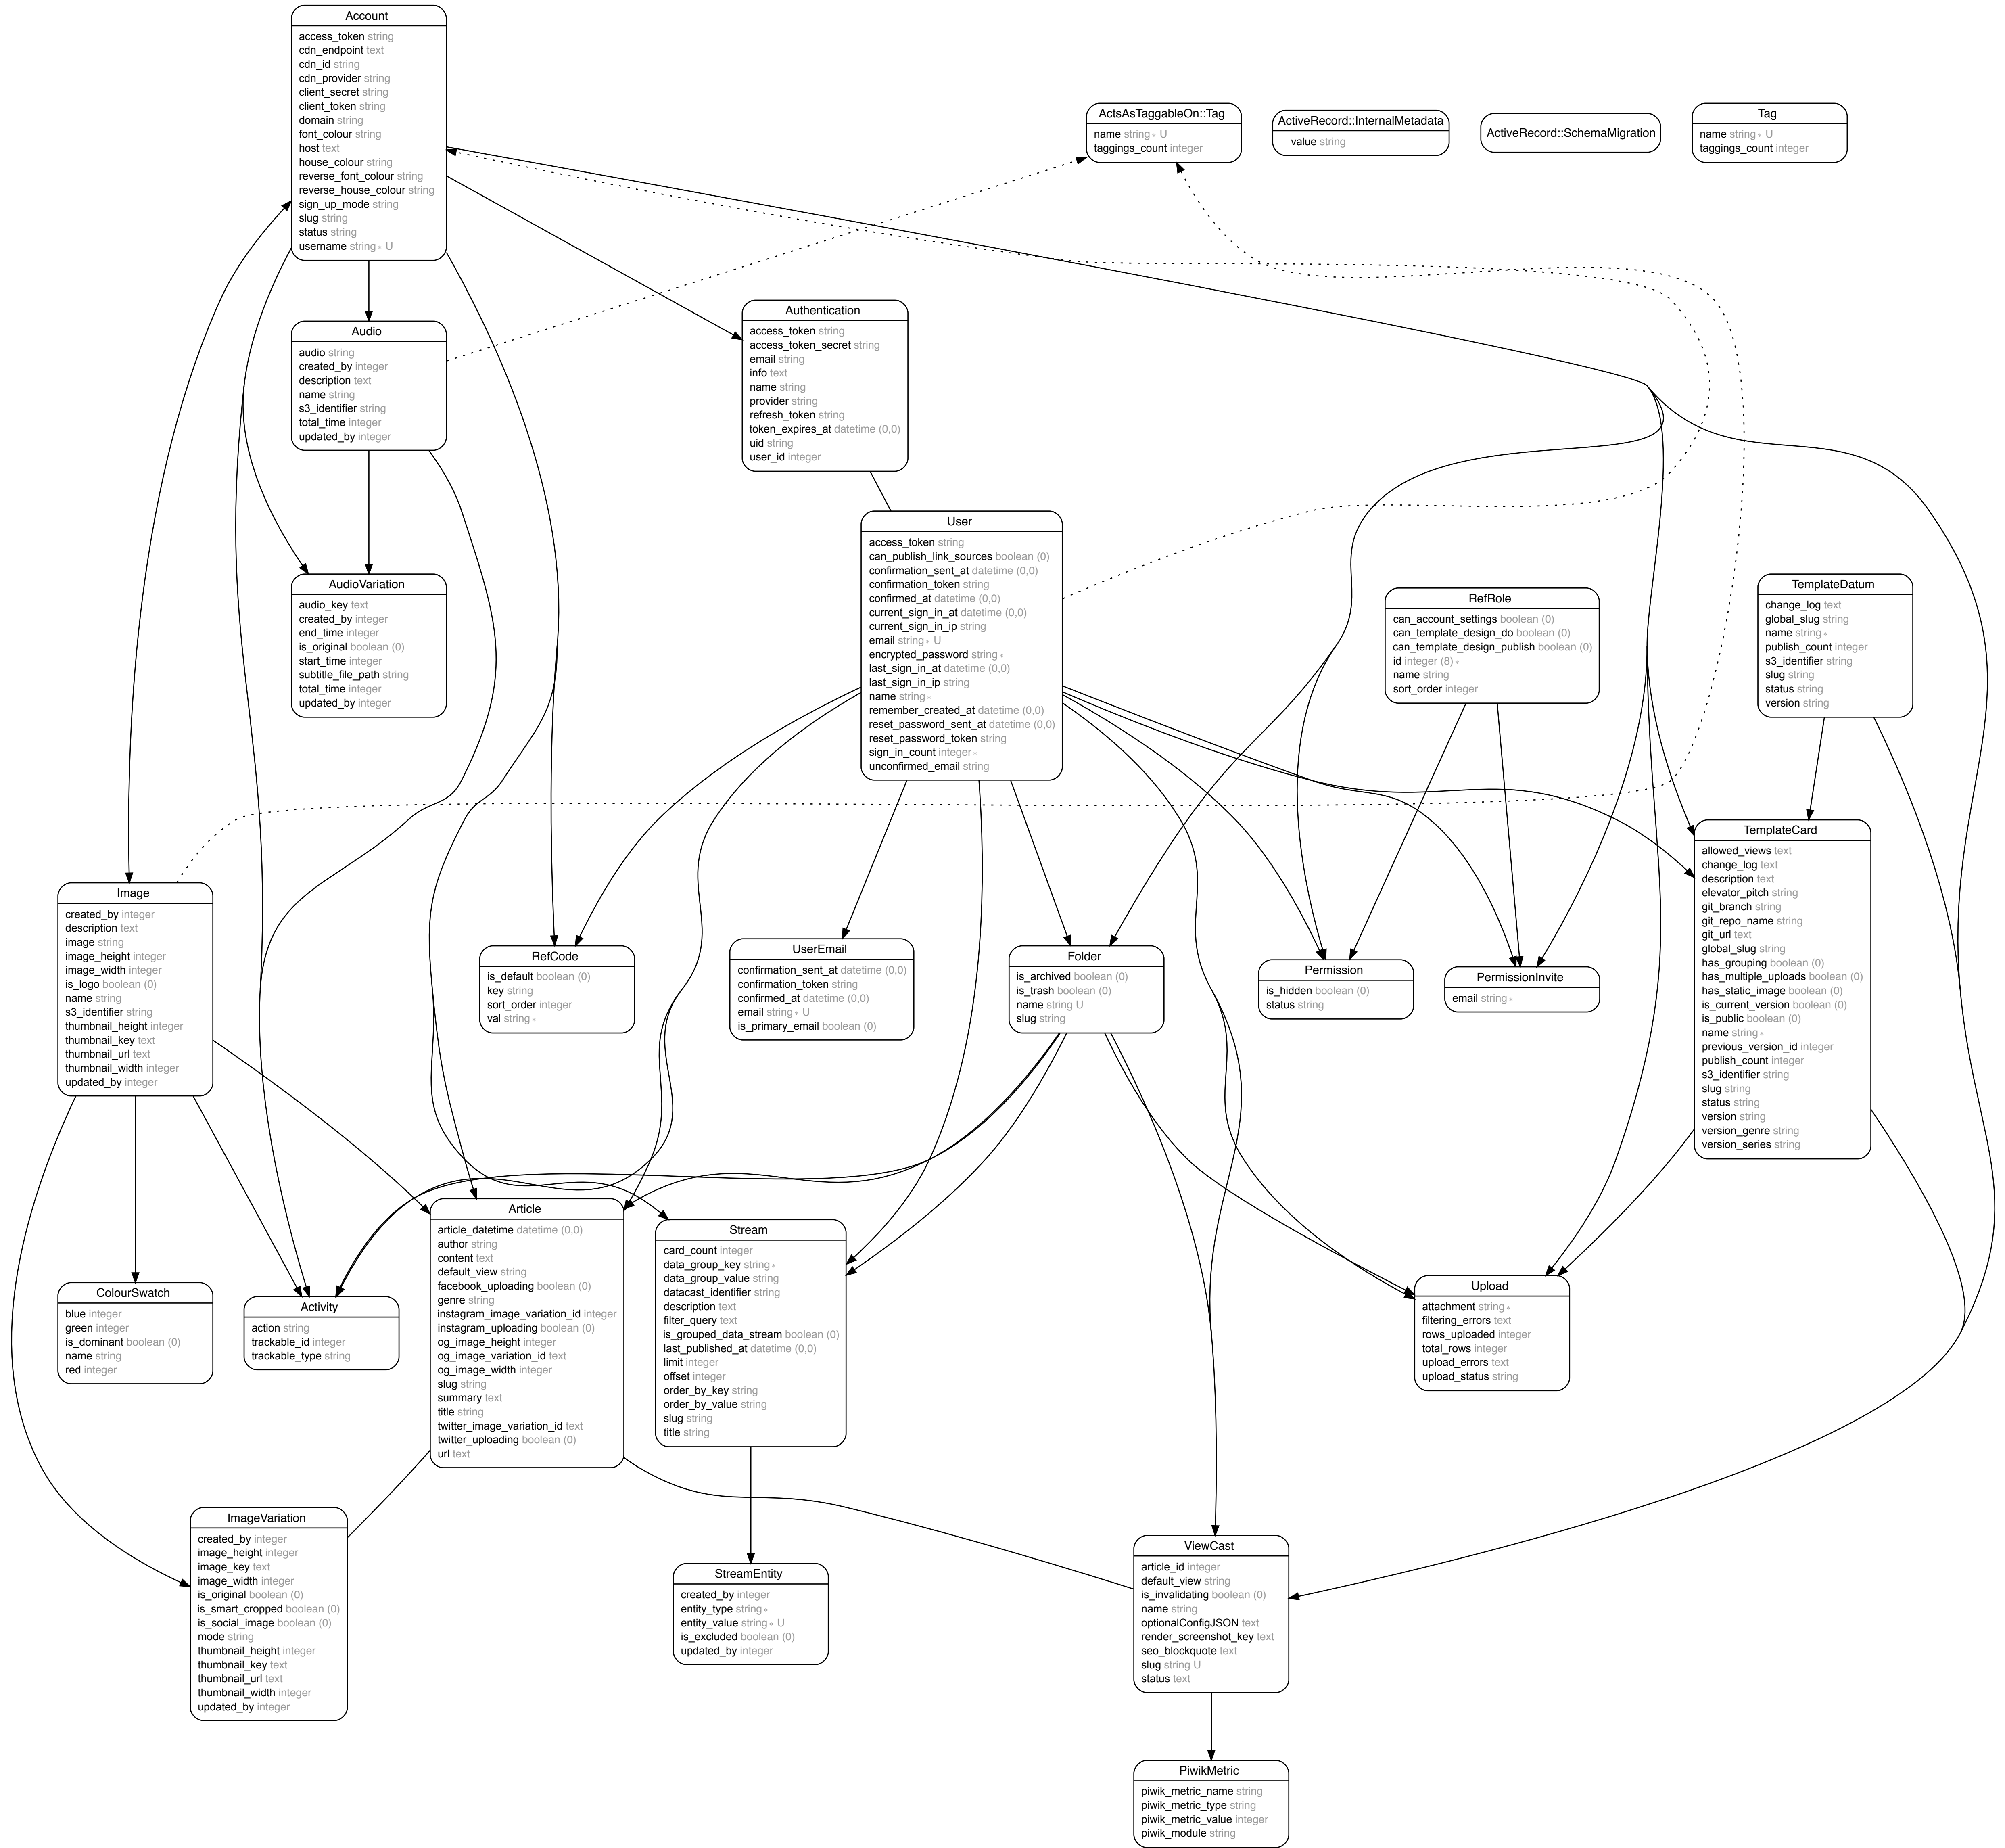 Account
access_token string
cdn_endpoint text
cdn_id string
cdn_provider string
client_secret string
client_token string
domain string
font_colour string
host text
house_colour string
reverse_font_colour string
reverse_house_colour string
sign_up_mode string
slug string
status string
username string * U
ActsAsTaggableOn::Tag
name string * U
taggings_count integer
ActiveRecord::InternalMetadata
value string
ActiveRecord::SchemaMigration
Tag
name string * U
taggings_count integer
Audio
audio string
created_by integer
description text
name string
s3_identifier string
total_time integer
updated_by integer
Authentication
access_token string
access_token_secret string
email string
info text
name string
provider string
refresh_token string
token_expires_at datetime (0,0)
uid string
user_id integer
User
access_token string
can_publish_link_sources boolean (0)
confirmation_sent_at datetime (0,0)
confirmation_token string
confirmed_at datetime (0,0)
current_sign_in_at datetime (0,0)
current_sign_in_ip string
email string * U
encrypted_password string *
last_sign_in_at datetime (0,0)
last_sign_in_ip string
name string *
remember_created_at datetime (0,0)
reset_password_sent_at datetime (0,0)
reset_password_token string
sign_in_count integer *
unconfirmed_email string
AudioVariation
audio_key text
created_by integer
end_time integer
is_original boolean (0)
start_time integer
subtitle_file_path string
total_time integer
updated_by integer
RefRole
can_account_settings boolean (0)
can_template_design_do boolean (0)
can_template_design_publish boolean (0)
id integer (8) *
name string
sort_order integer
TemplateDatum
change_log text
global_slug string
name string *
publish_count integer
s3_identifier string
slug string
status string
version string
TemplateCard
allowed_views text
change_log text
description text
elevator_pitch string
git_branch string
git_repo_name string
git_url text
global_slug string
has_grouping boolean (0)
has_multiple_uploads boolean (0)
has_static_image boolean (0)
is_current_version boolean (0)
is_public boolean (0)
name string *
previous_version_id integer
publish_count integer
s3_identifier string
slug string
status string
version string
version_genre string
version_series string
Image
created_by integer
description text
image string
image_height integer
image_width integer
is_logo boolean (0)
name string
s3_identifier string
thumbnail_height integer
thumbnail_key text
thumbnail_url text
thumbnail_width integer
updated_by integer
RefCode
is_default boolean (0)
key string
sort_order integer
val string *
UserEmail
confirmation_sent_at datetime (0,0)
confirmation_token string
confirmed_at datetime (0,0)
email string * U
is_primary_email boolean (0)
Folder
is_archived boolean (0)
is_trash boolean (0)
name string U
slug string
Permission
is_hidden boolean (0)
status string
PermissionInvite
email string *
Article
article_datetime datetime (0,0)
author string
content text
default_view string
facebook_uploading boolean (0)
genre string
instagram_image_variation_id integer
instagram_uploading boolean (0)
og_image_height integer
og_image_variation_id text
og_image_width integer
slug string
summary text
title string
twitter_image_variation_id text
twitter_uploading boolean (0)
url text
Stream
card_count integer
data_group_key string *
data_group_value string
datacast_identifier string
description text
filter_query text
is_grouped_data_stream boolean (0)
last_published_at datetime (0,0)
limit integer
offset integer
order_by_key string
order_by_value string
slug string
title string
ColourSwatch
blue integer
green integer
is_dominant boolean (0)
name string
red integer
Activity
action string
trackable_id integer
trackable_type string
Upload
attachment string *
filtering_errors text
rows_uploaded integer
total_rows integer
upload_errors text
upload_status string
ImageVariation
created_by integer
image_height integer
image_key text
image_width integer
is_original boolean (0)
is_smart_cropped boolean (0)
is_social_image boolean (0)
mode string
thumbnail_height integer
thumbnail_key text
thumbnail_url text
thumbnail_width integer
updated_by integer
StreamEntity
created_by integer
entity_type string *
entity_value string * U
is_excluded boolean (0)
updated_by integer
ViewCast
article_id integer
default_view string
is_invalidating boolean (0)
name string
optionalConfigJSON text
render_screenshot_key text
seo_blockquote text
slug string U
status text
PiwikMetric
piwik_metric_name string
piwik_metric_type string
piwik_metric_value integer
piwik_module string